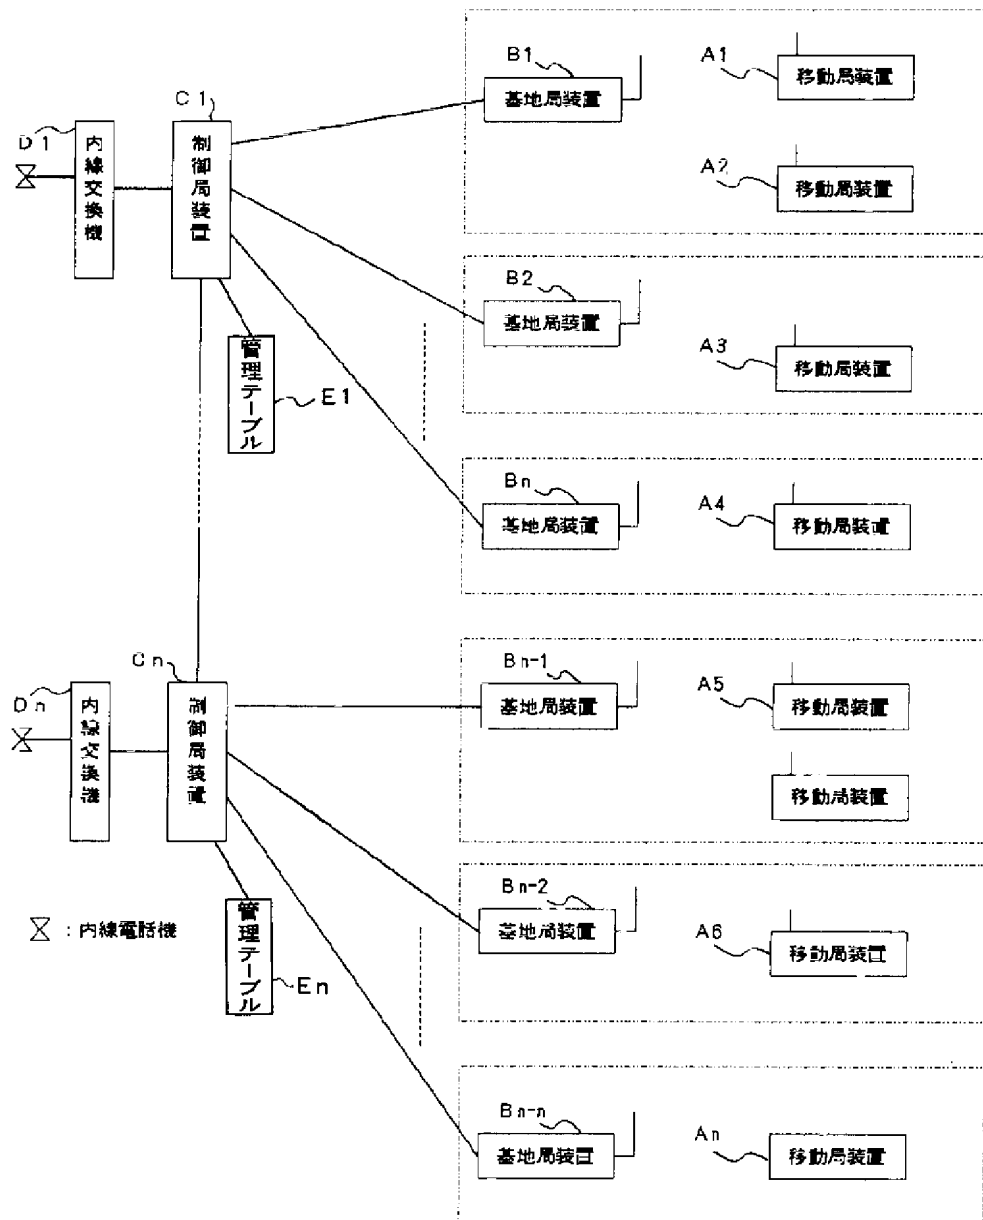 B1
基地局装置
A1
移動局装置
C1
制御局装置
D1
内線交換機
A2
移動局装置
B2
基地局装置
A3
移動局装置
管理テーブル
E1
Bn
基地局装置
A4
移動局装置
Cn
制御局装置
Dn
内線交換機
Bn-1
基地局装置
A5
移動局装置
移動局装置
Bn-2
基地局装置
A6
移動局装置
管理テーブル
En
:内線電話機
Bn-n
基地局装置
An
移動局装置